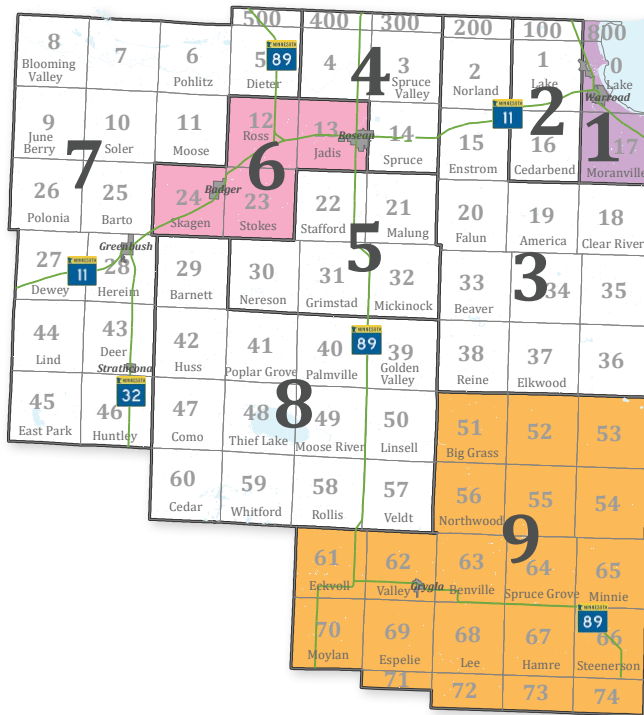 500 400 300 200 100 800
8 7 6 5 4 3 2 1 0
Blooming Valley Pohlitz Dieter Spruce Valley Norland Lake Lake
MINNESOTA 89
4
Warroad
MINNESOTA 11
2
1
9 10 11 12 13 14 15 16 17
June Berry Soler Moose Ross Jadis Spruce Enstrom Cedarbend Moranville
Roseau
7
6
26 25 24 23 22 21 20 19 18
Polonia Barto Skagen Stokes Stafford Malung Falun America Clear River
Badger
5
Greenbush
27 28 29 30 31 32 33 34 35
Dewey Hereim Barnett Nereson Grimstad Mickinock Beaver
MINNESOTA 11
3
44 43 42 41 40 39 38 37 36
Lind Deer Huss Poplar Grove Palmville Golden Valley Reine Elkwood
MINNESOTA 89
Strathcona
MINNESOTA 32
8
45 46 47 48 49 50 51 52 53
East Park Huntley Como Thief Lake Moose River Linsell Big Grass
60 59 58 57 56 55 54
Cedar Whitford Rollis Veldt Northwood
9
61 62 63 64 65
Eckvoll Valley Benville Spruce Grove Minnie
Grygla
MINNESOTA 89
70 69 68 67 66
Moylan Espelie Lee Hamre Steenerson
71 72 73 74